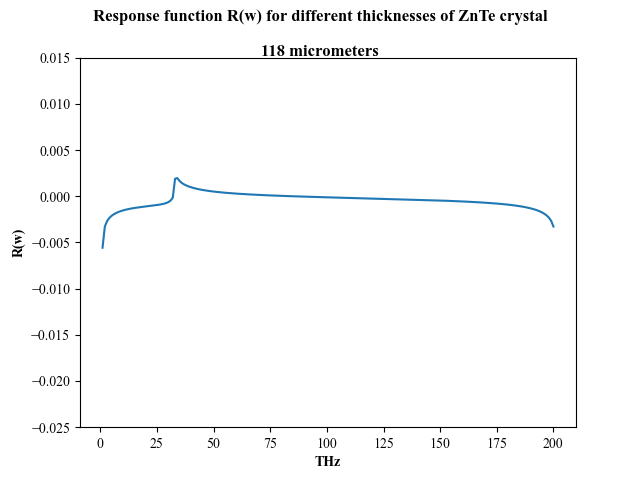 Response function R(w) for different thicknesses of ZnTe crystal
118 micrometers
0.015
0.010
0.005
0.000
−0.005
−0.010
−0.015
−0.020
−0.025
R(w)
0 25 50 75 100 125 150 175 200
THz